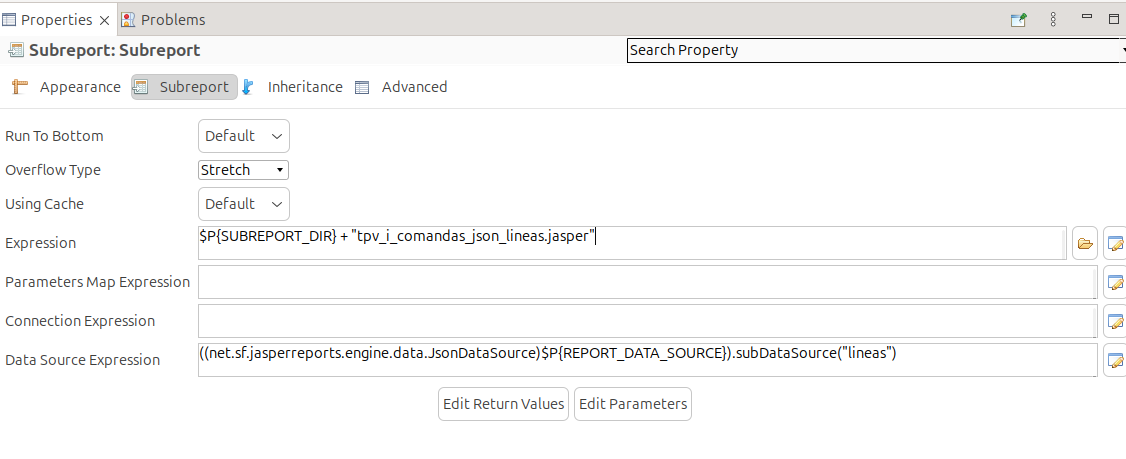 Properties
Problems
Subreport: Subreport
Search Property
Appearance
Subreport
Inheritance
Advanced
Run To Bottom
Default
Overflow Type
Stretch
Using Cache
Default
Expression
$P{SUBREPORT_DIR} + "tpv_i_comandas_json_lineas.jasper"
Parameters Map Expression
Connection Expression
Data Source Expression
((net.sf.jasperreports.engine.data.JsonDataSource)$P{REPORT_DATA_SOURCE}).subDataSource("lineas")
Edit Return Values
Edit Parameters